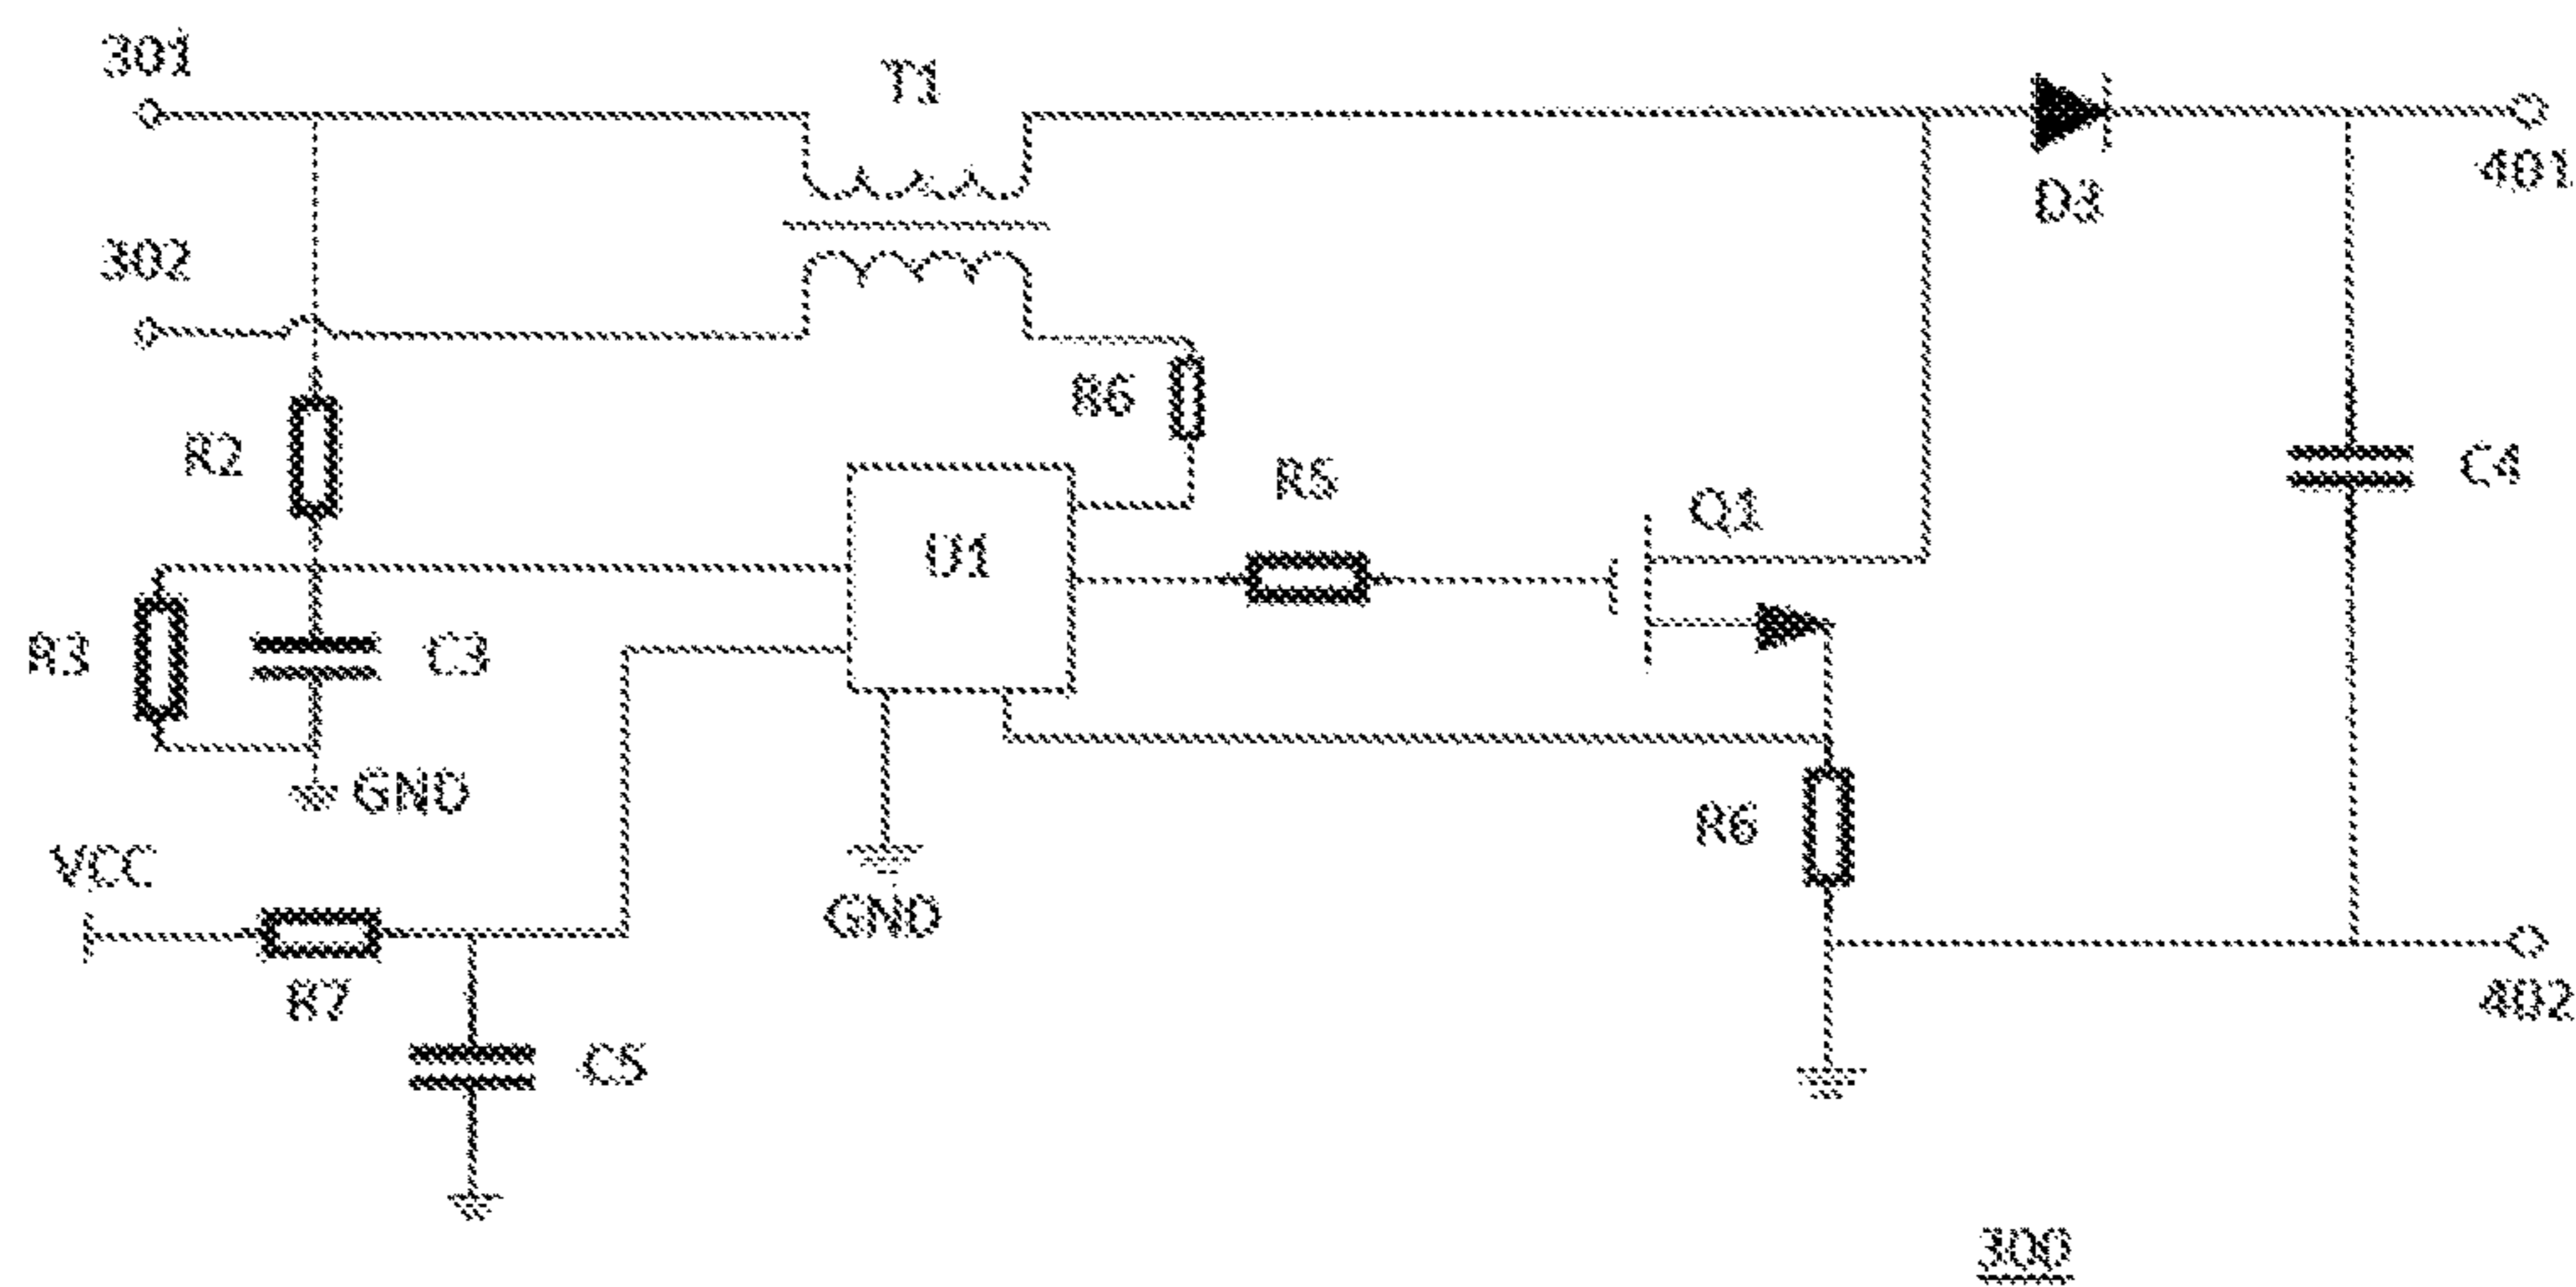 301
T1
401
D3
302
R6
R2
R5
C4
Q1
U1
R3
C3
GND
R6
VCC
GND
R7
402
C5
300